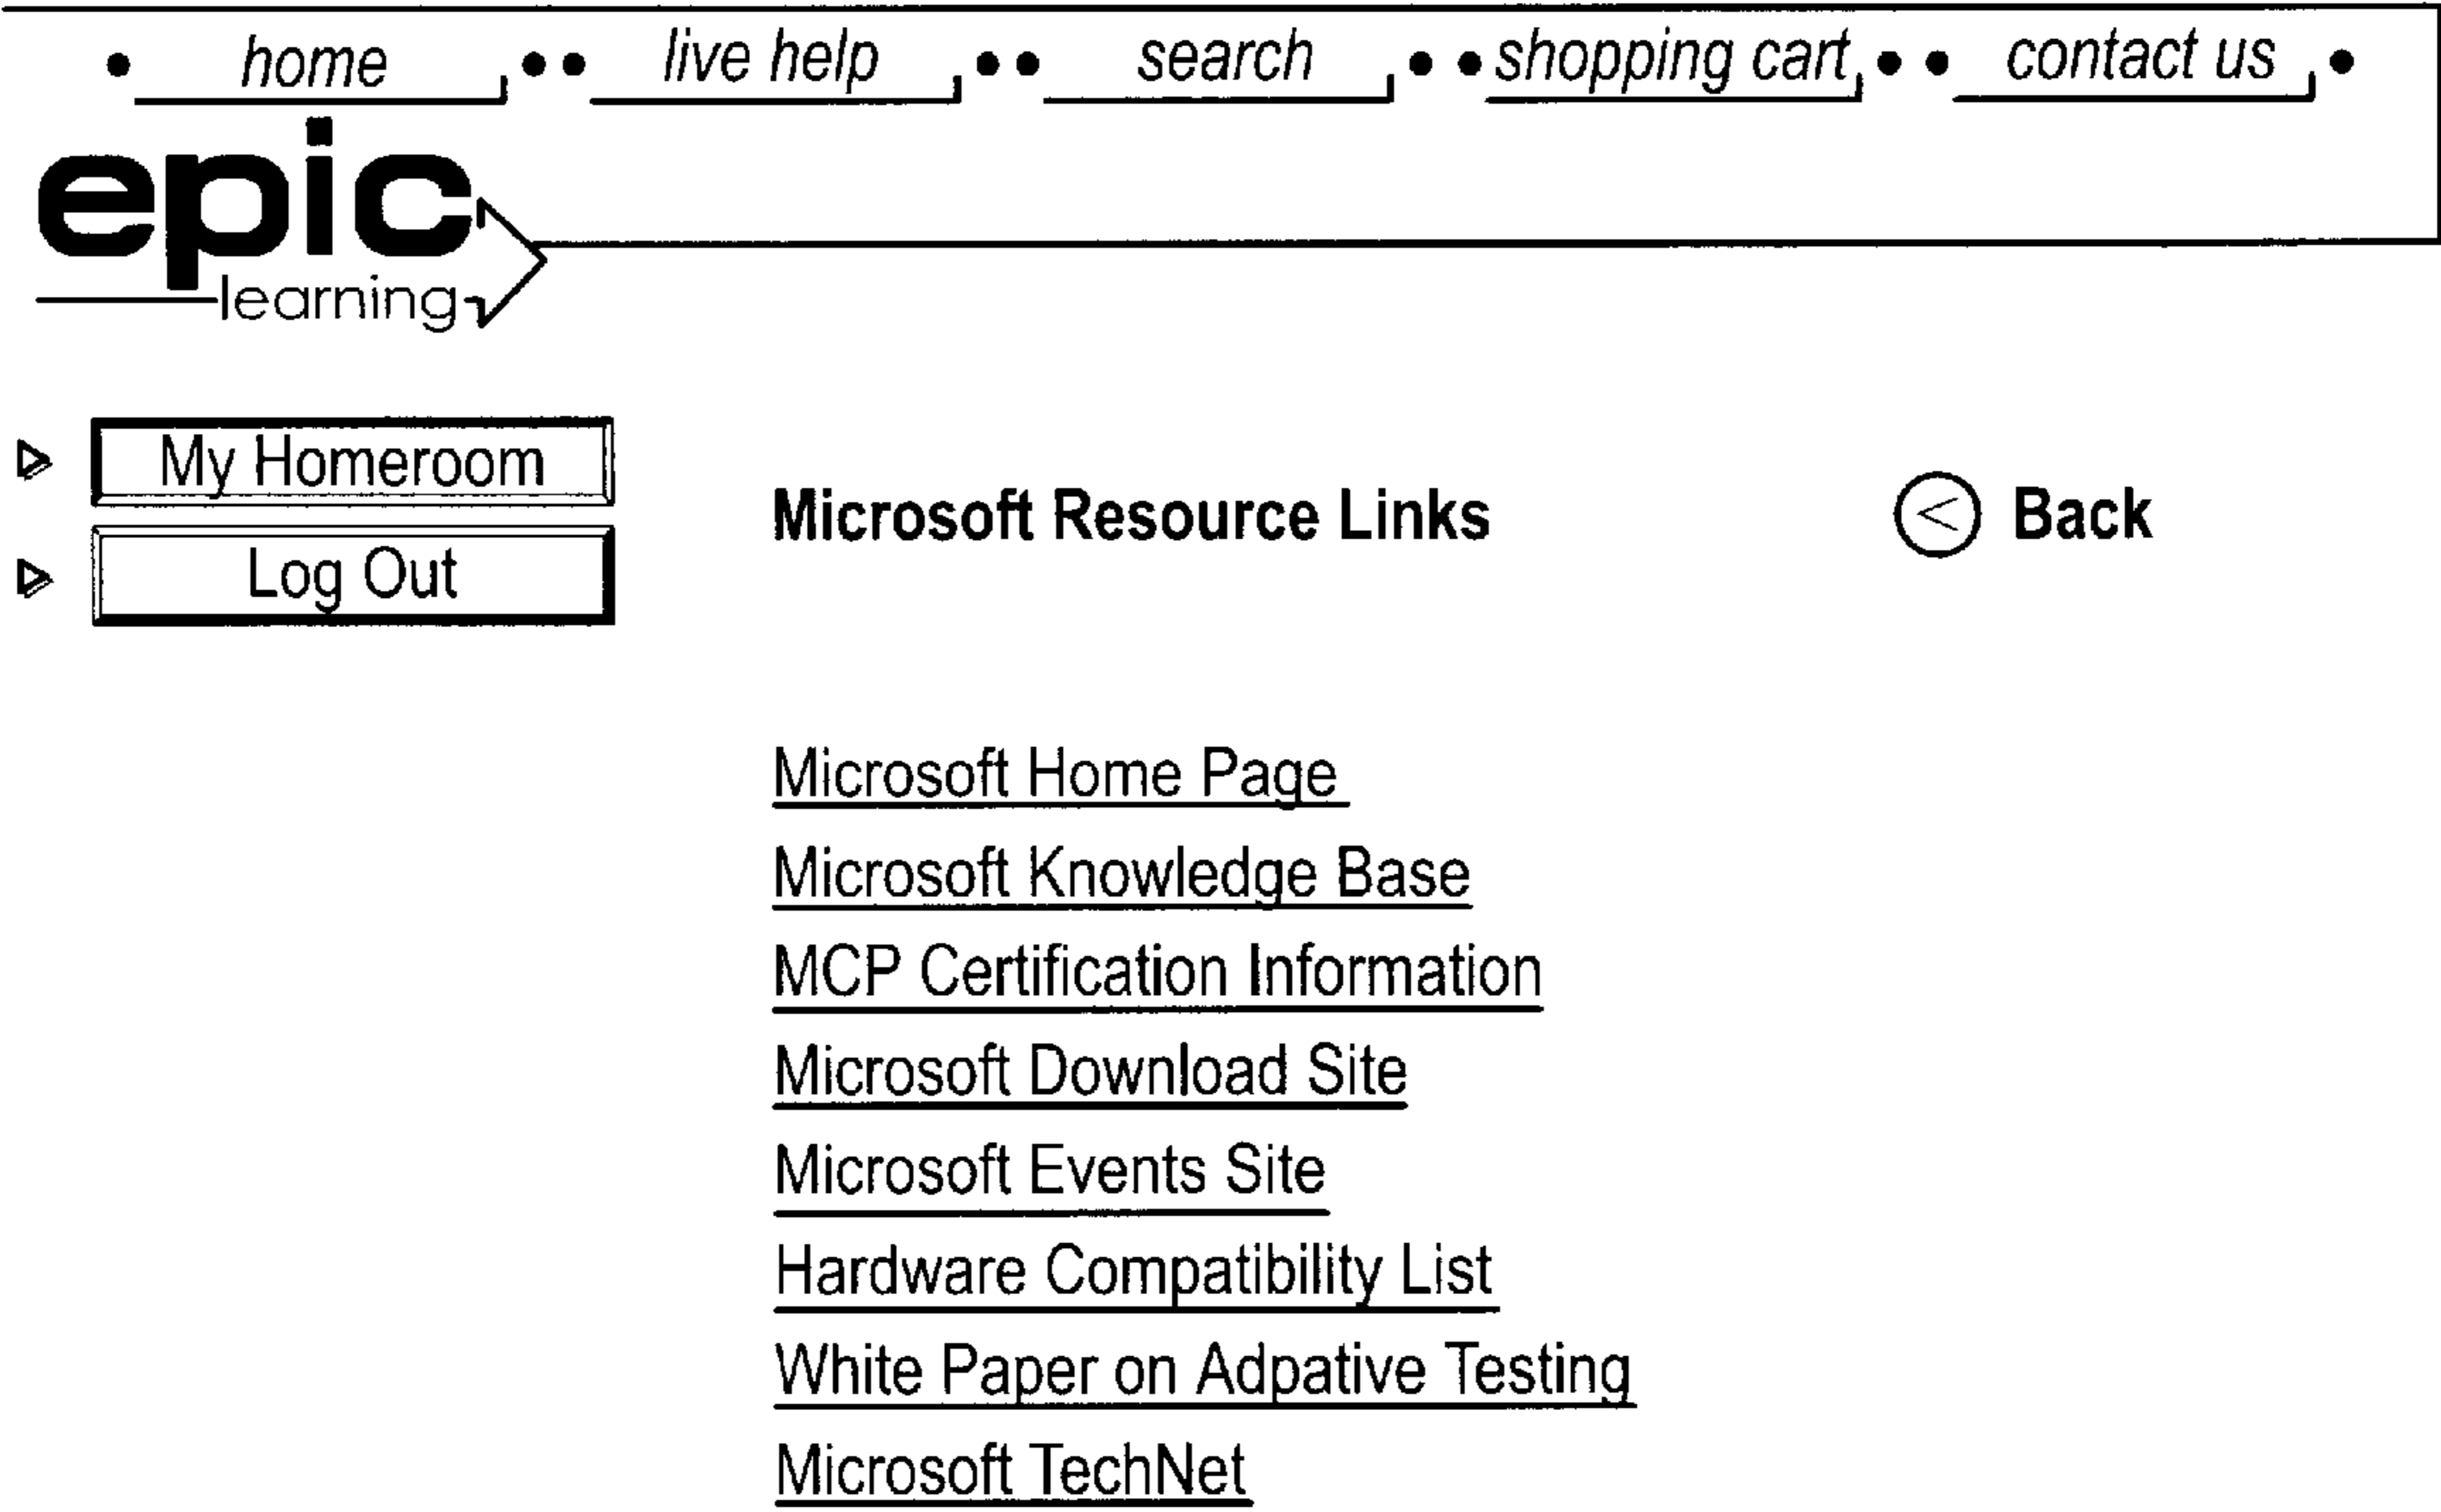 home live help search shopping cart contact us
epic
learning
My Homeroom
Log Out
Microsoft Resource Links
< Back
Microsoft Home Page
Microsoft Knowledge Base
MCP Certification Information
Microsoft Download Site
Microsoft Events Site
Hardware Compatibility List
White Paper on Adpative Testing
Microsoft TechNet